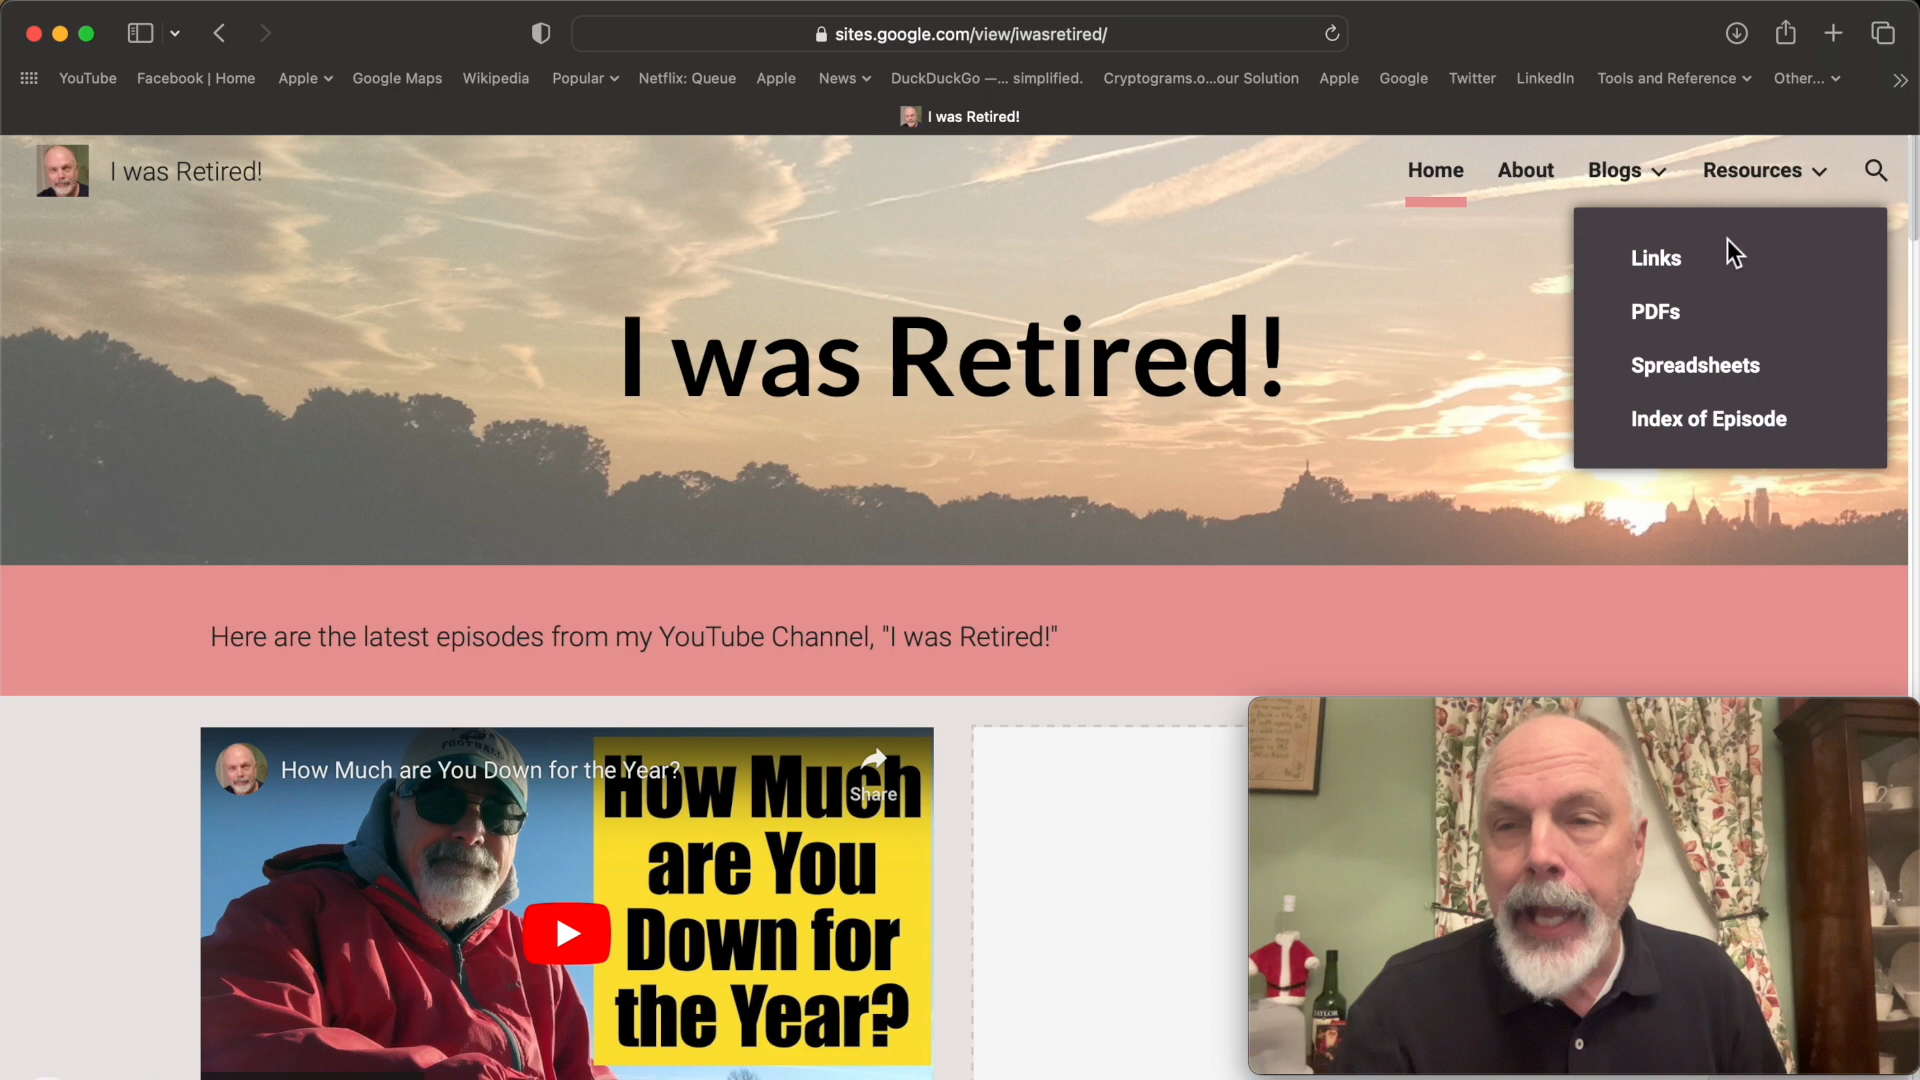 sites.google.com/view/iwasretired/
YouTube Facebook | Home Apple Google Maps Wikipedia Popular Netflix: Queue Apple News DuckDuckGo —... simplified. Cryptograms.o...our Solution Apple Google Twitter LinkedIn Tools and Reference Other...
I was Retired!
I was Retired!
Home About Blogs Resources
Links
PDFs
Spreadsheets
Index of Episode
I was Retired!
Here are the latest episodes from my YouTube Channel, "I was Retired!"
How Much are You Down for the Year?
Share
FOOTBALL
How Much
are You
Down for
the Year?
TAYLOR